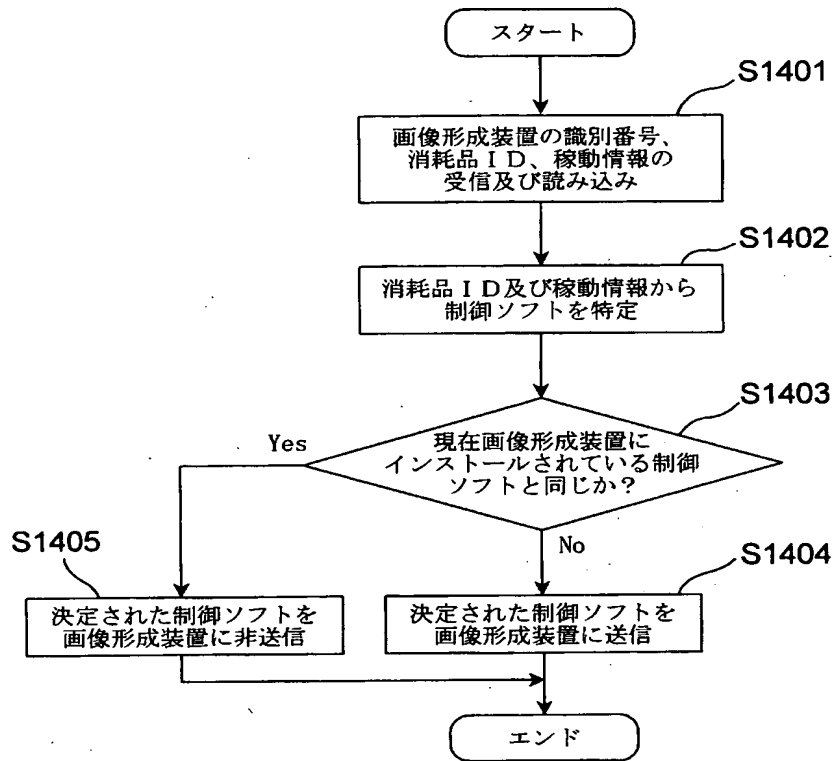 スタート
S1401
画像形成装置の識別番号、
消耗品ID、稼動情報の
受信及び読み込み
S1402
消耗品ID及び稼動情報から
制御ソフトを特定
S1403
現在画像形成装置に
インストールされている制御
ソフトと同じか?
Yes
No
S1405
決定された制御ソフトを
画像形成装置に非送信
S1404
決定された制御ソフトを
画像形成装置に送信
エンド